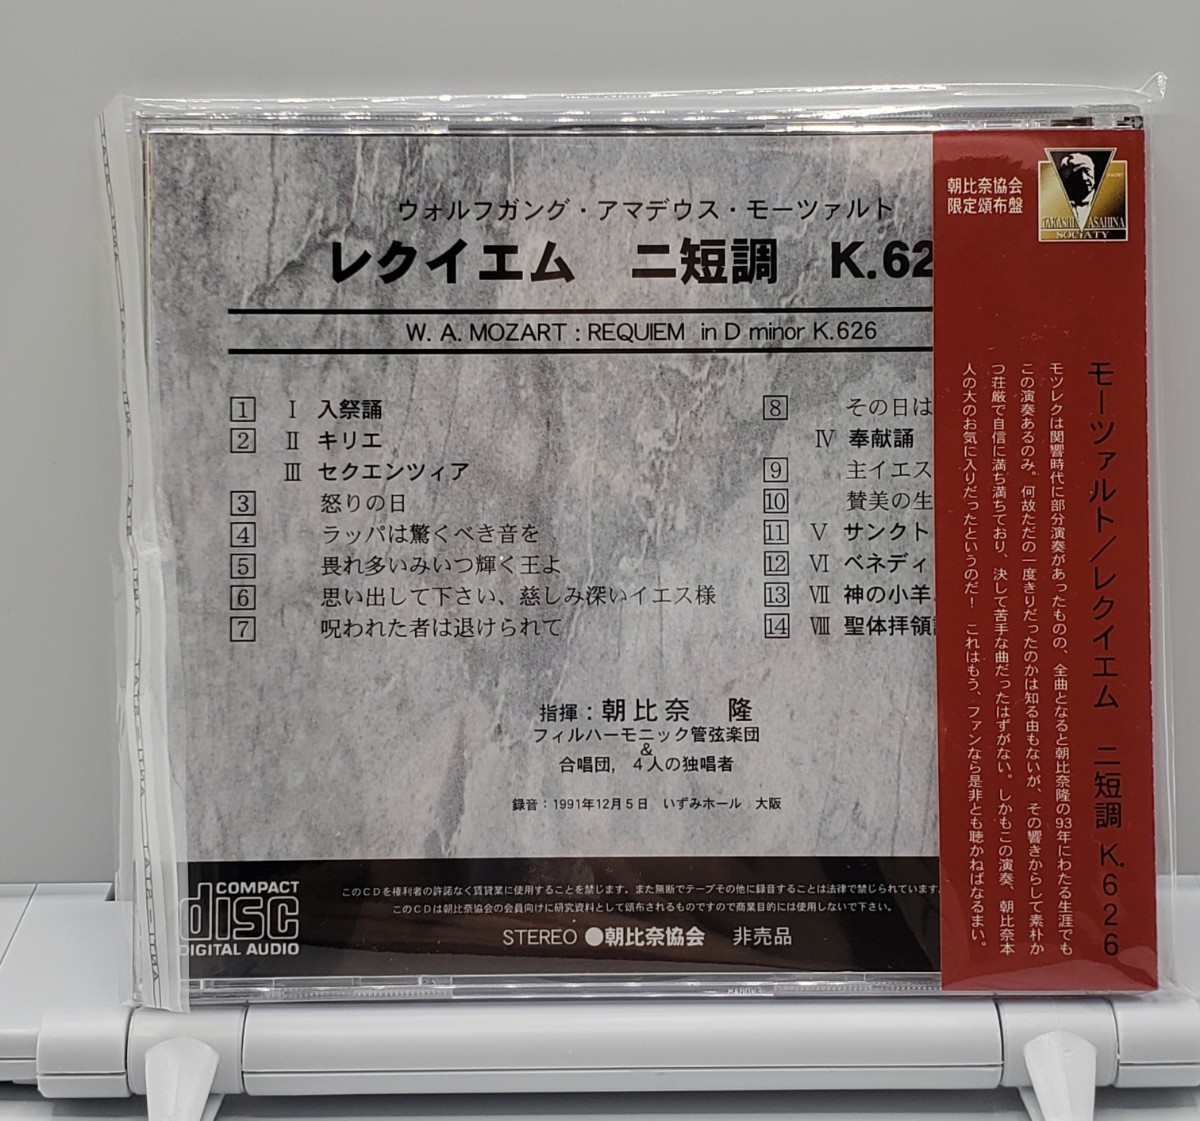 ウォルフガング・アマデウス・モーツァルト
レクイエム ニ短調 K.62
W. A. MOZART : REQUIEM in D minor K.626
1 Ⅰ 入祭誦
2 Ⅱ キリエ
Ⅲ セクエンツィア
3 怒りの日
4 ラッパは驚くべき音を
5 畏れ多いみいつ輝く王よ
6 思い出して下さい、慈しみ深いイエス様
7 呪われた者は退けられて
8 その日は
Ⅳ 奉献誦
9 主イエス
10 賛美の生
11 Ⅴ サンクト
12 Ⅵ ベネディ
13 Ⅶ 神の小羊
14 Ⅷ 聖体拝領
指揮：朝比奈 隆
フィルハーモニック管弦楽団
&
合唱団，４人の独唱者
録音：1991年12月５日 いずみホール 大阪
COMPACT
disc
DIGITAL AUDIO
このＣＤを権利者の許諾なく賃貸業に使用することを禁じます。また無断でテープその他に録音することは法律で禁じられています。
このＣＤは朝比奈協会の会員向けに研究資料として頒布されるものですので商業目的には使用しないで下さい。
STEREO ●朝比奈協会 非売品
朝比奈協会
限定頒布盤
TAKASHI ASAHINA
SOCIATY
モーツァルト／レクイエム ニ短調 K.626
モツレクは関響時代に部分演奏があったものの、全曲となると朝比奈隆の93年にわたる生涯でも
この演奏あるのみ。何故ただの一度きりだったのかは知る由もないが、その響きからして素朴か
つ荘厳で自信に満ち満ちており、決して苦手な曲だったはずがない。しかもこの演奏、朝比奈本
人の大のお気に入りだったというのだ！ これはもう、ファンなら是非とも聴かねばなるまい。